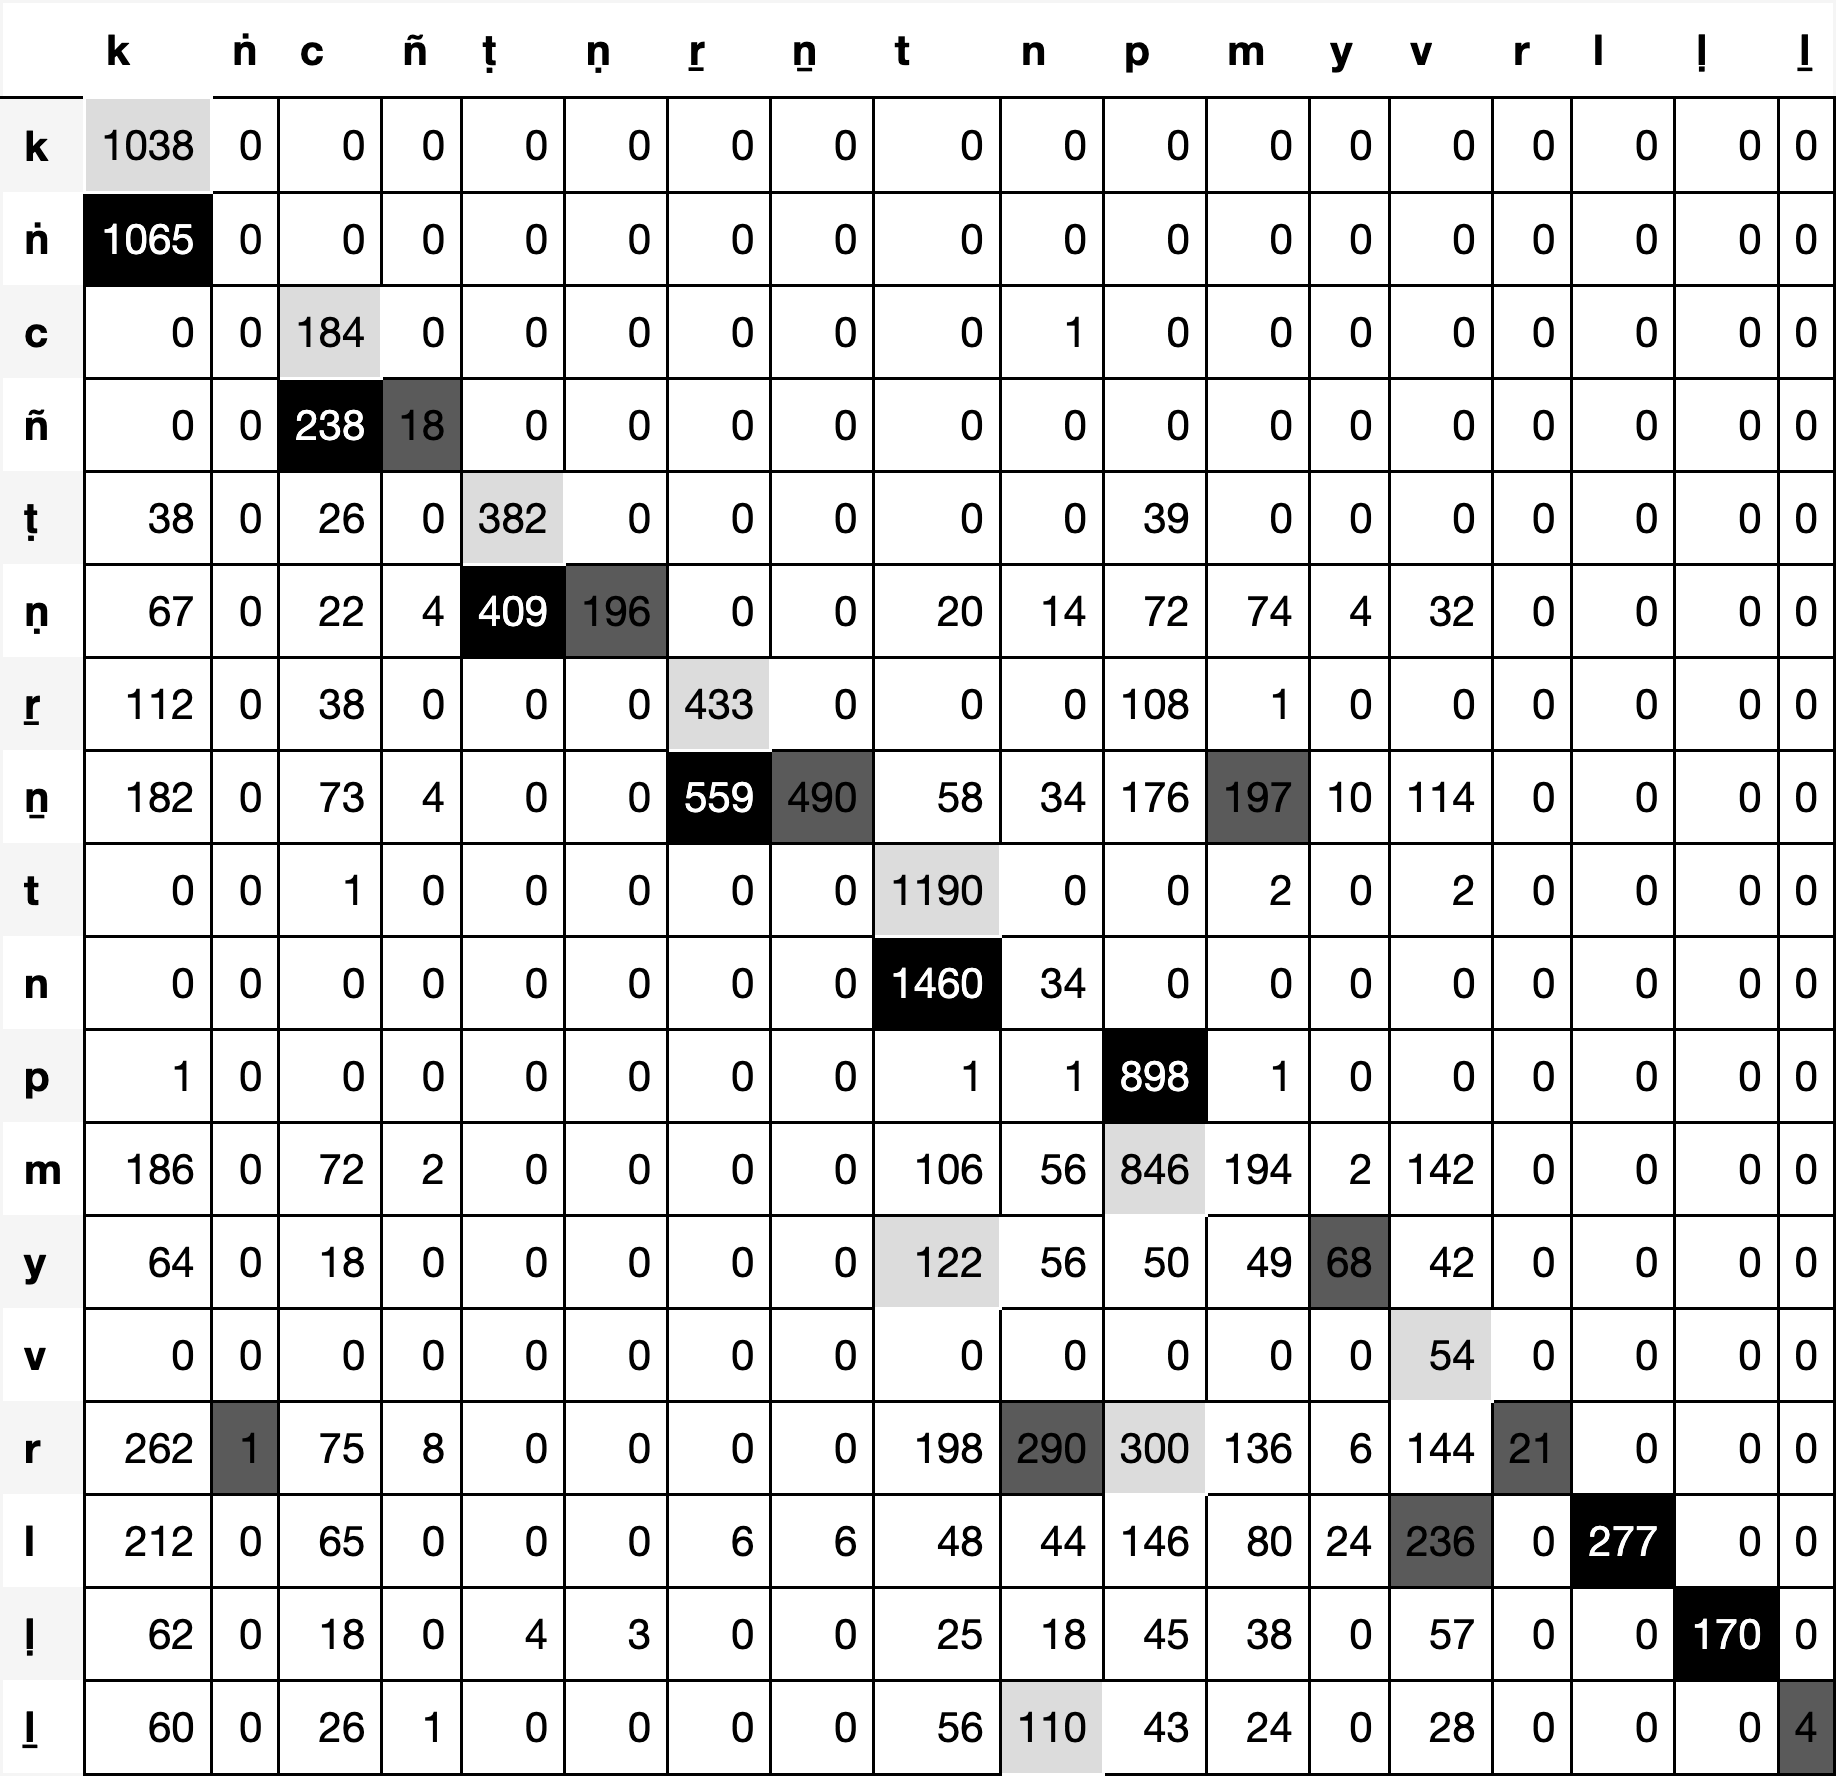 k ṅ c ñ ṭ ṇ ṟ ṉ t n p m y v r l ḷ ḻ
k 1038 0 0 0 0 0 0 0 0 0 0 0 0 0 0 0 0 0
ṅ 1065 0 0 0 0 0 0 0 0 0 0 0 0 0 0 0 0 0
c 0 0 184 0 0 0 0 0 0 1 0 0 0 0 0 0 0 0
ñ 0 0 238 18 0 0 0 0 0 0 0 0 0 0 0 0 0 0
ṭ 38 0 26 0 382 0 0 0 0 0 39 0 0 0 0 0 0 0
ṇ 67 0 22 4 409 196 0 0 20 14 72 74 4 32 0 0 0 0
ṟ 112 0 38 0 0 0 433 0 0 0 108 1 0 0 0 0 0 0
ṉ 182 0 73 4 0 0 559 490 58 34 176 197 10 114 0 0 0 0
t 0 0 1 0 0 0 0 0 1190 0 0 2 0 2 0 0 0 0
n 0 0 0 0 0 0 0 0 1460 34 0 0 0 0 0 0 0 0
p 1 0 0 0 0 0 0 0 1 1 898 1 0 0 0 0 0 0
m 186 0 72 2 0 0 0 0 106 56 846 194 2 142 0 0 0 0
y 64 0 18 0 0 0 0 0 122 56 50 49 68 42 0 0 0 0
v 0 0 0 0 0 0 0 0 0 0 0 0 0 54 0 0 0 0
r 262 1 75 8 0 0 0 0 198 290 300 136 6 144 21 0 0 0
l 212 0 65 0 0 0 6 6 48 44 146 80 24 236 0 277 0 0
ḷ 62 0 18 0 4 3 0 0 25 18 45 38 0 57 0 0 170 0
ḻ 60 0 26 1 0 0 0 0 56 110 43 24 0 28 0 0 0 4